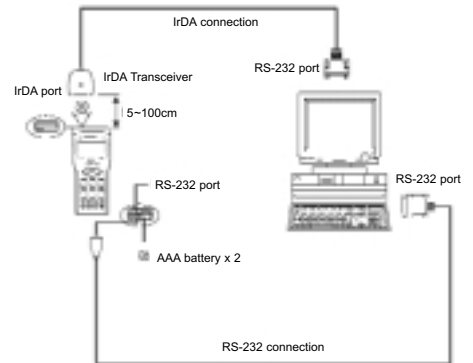 IrDA connection
RS-232 port
IrDA Transceiver
IrDA port
5~100cm
RS-232 port
RS-232 port
AAA battery x 2
RS-232 connection